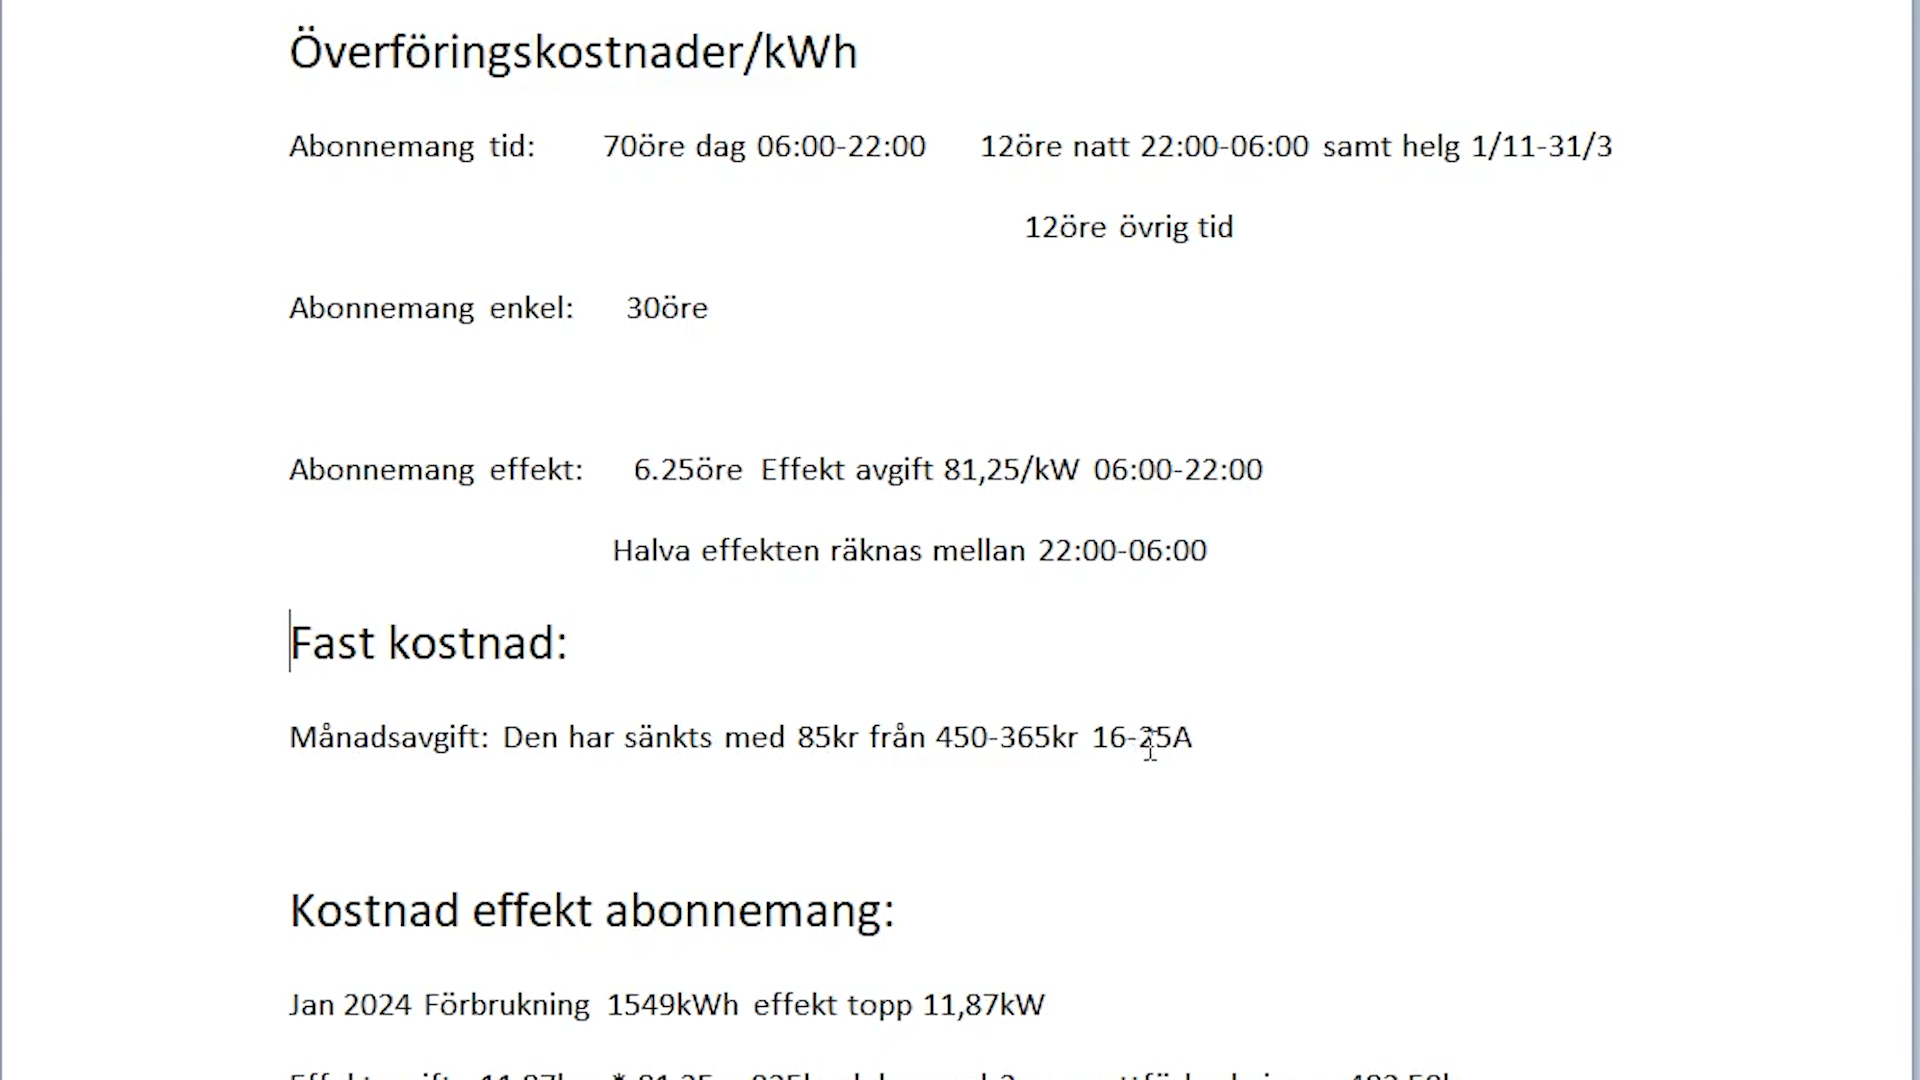 Överföringskostnader/kWh
Abonnemang tid: 70öre dag 06:00-22:00 12öre natt 22:00-06:00 samt helg 1/11-31/3
12öre övrig tid
Abonnemang enkel: 30öre
Abonnemang effekt: 6.25öre Effekt avgift 81,25/kW 06:00-22:00
Halva effekten räknas mellan 22:00-06:00
Fast kostnad:
Månadsavgift: Den har sänkts med 85kr från 450-365kr 16-25A
Kostnad effekt abonnemang:
Jan 2024 Förbrukning 1549kWh effekt topp 11,87kW